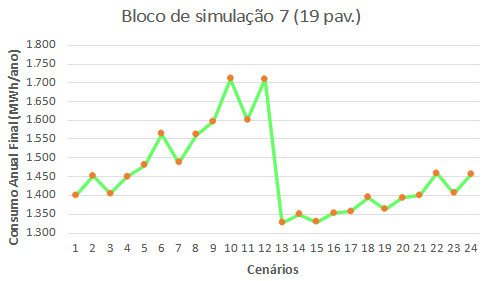 Bloco de simulação 7 (19 pav.)
Consumo Anual Final(MWh/ano)
1.800
1.750
1.700
1.650
1.600
1.550
1.500
1.450
1.400
1.350
1.300
1 2 3 4 5 6 7 8 9 10 11 12 13 14 15 16 17 18 19 20 21 22 23 24
Cenários